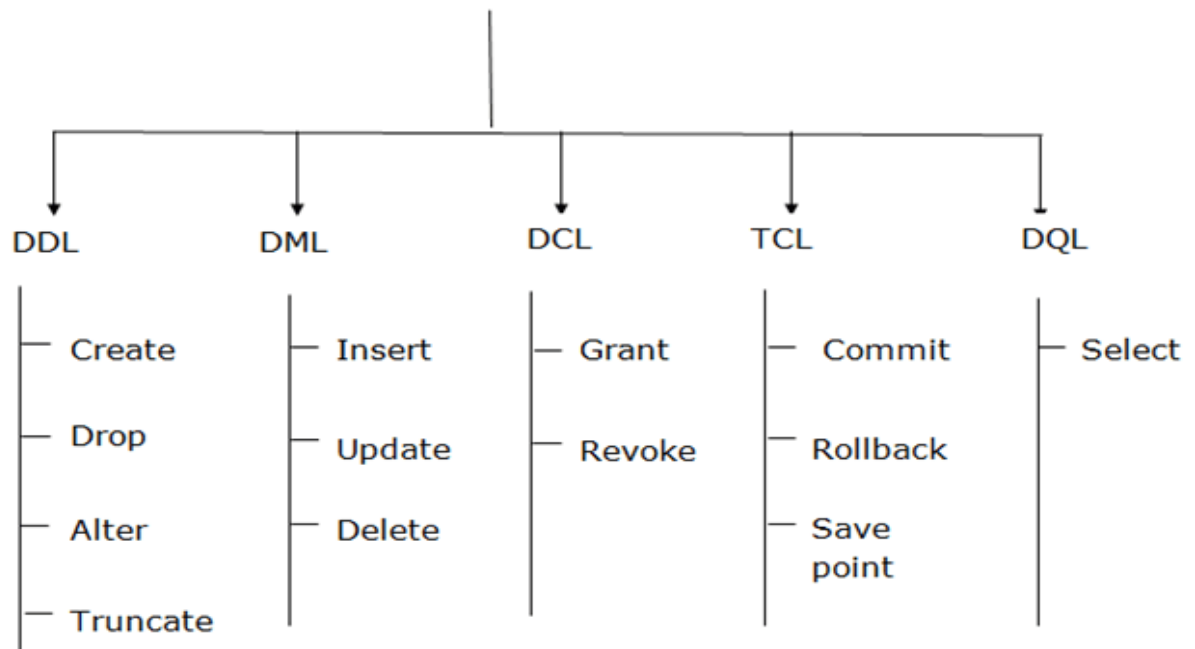 DDL
DML
DCL
TCL
DQL
Create
Drop
Alter
Truncate
Insert
Update
Delete
Grant
Revoke
Commit
Rollback
Save
point
Select